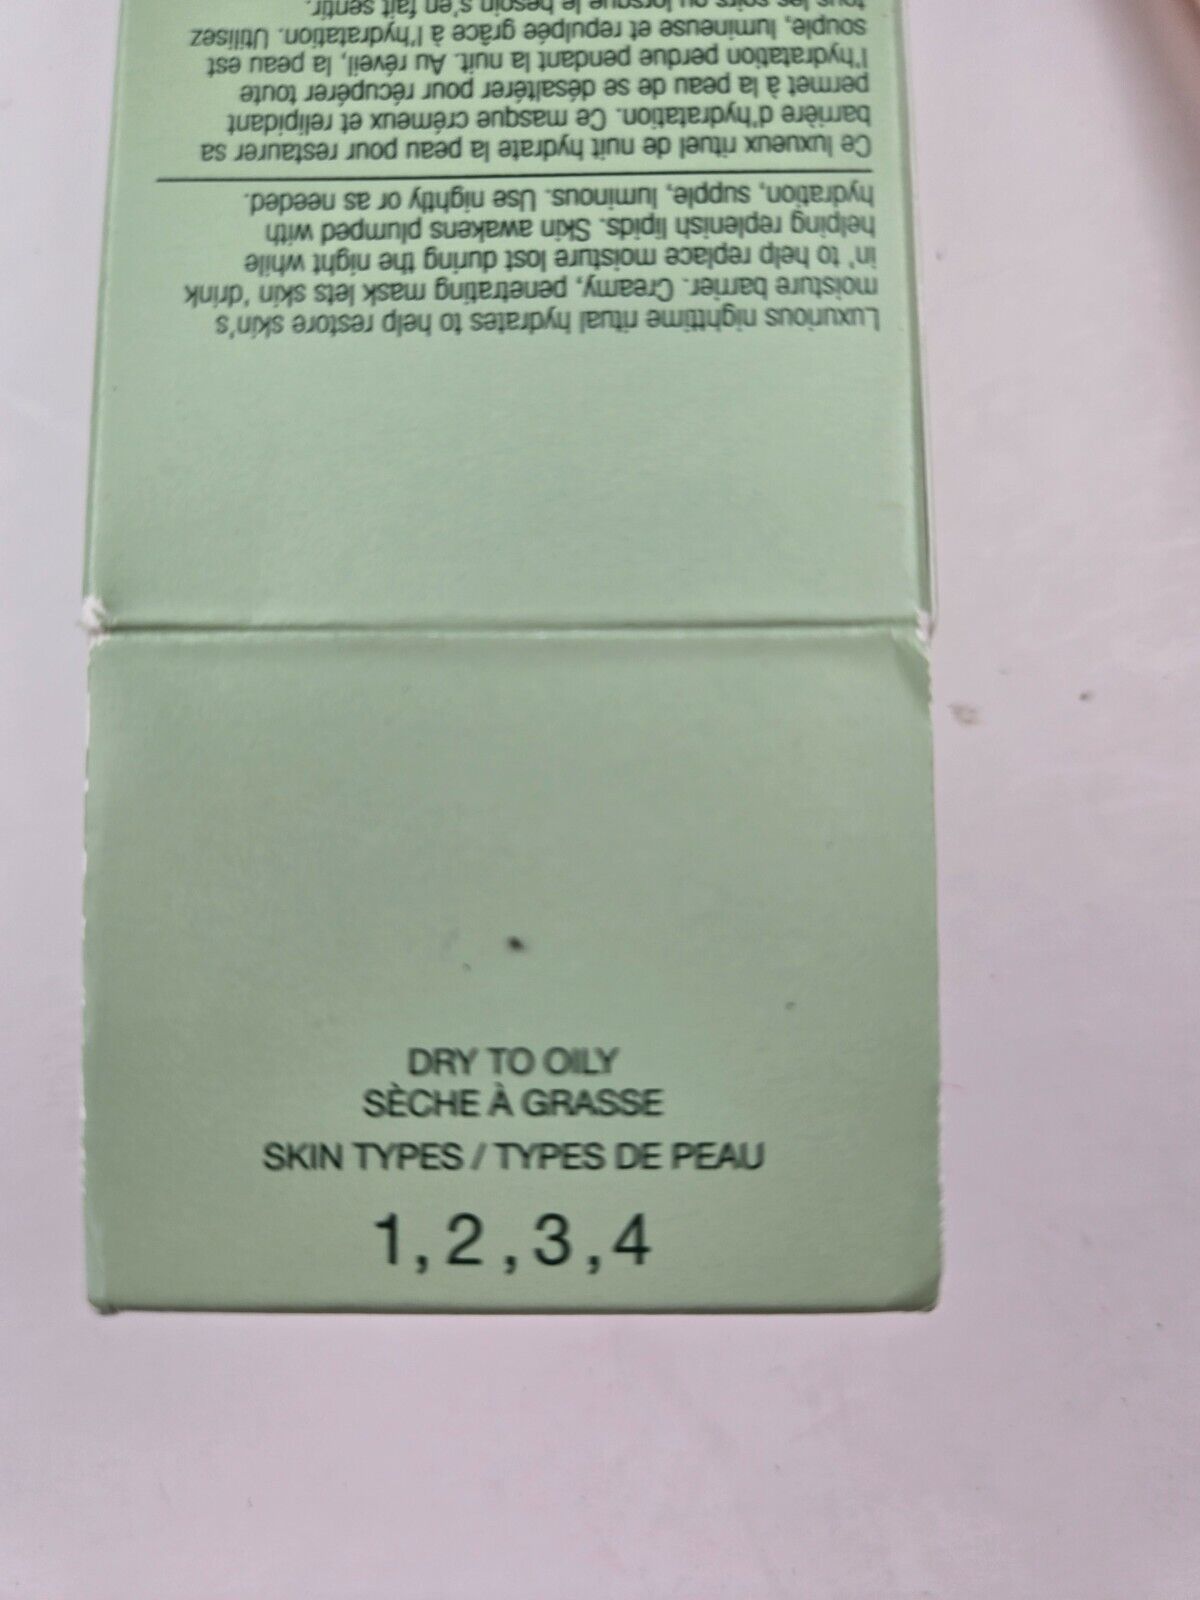 Luxurious nighttime ritual hydrates to help restore skin's
moisture barrier. Creamy, penetrating mask lets skin 'drink
in' to help replace moisture lost during the night while
helping replenish lipids. Skin awakens plumped with
hydration, supple, luminous. Use nightly or as needed.
Ce luxueux rituel de nuit hydrate la peau pour restaurer sa
barrière d'hydratation. Ce masque crémeux et relipidant
permet à la peau de se désaltérer pour récupérer toute
l'hydratation perdue pendant la nuit. Au réveil, la peau est
souple, lumineuse et repulpée grâce à l'hydratation. Utilisez
tous les soirs ou lorsque le besoin s'en fait sentir.
DRY TO OILY
SÈCHE À GRASSE
SKIN TYPES / TYPES DE PEAU
1, 2, 3, 4